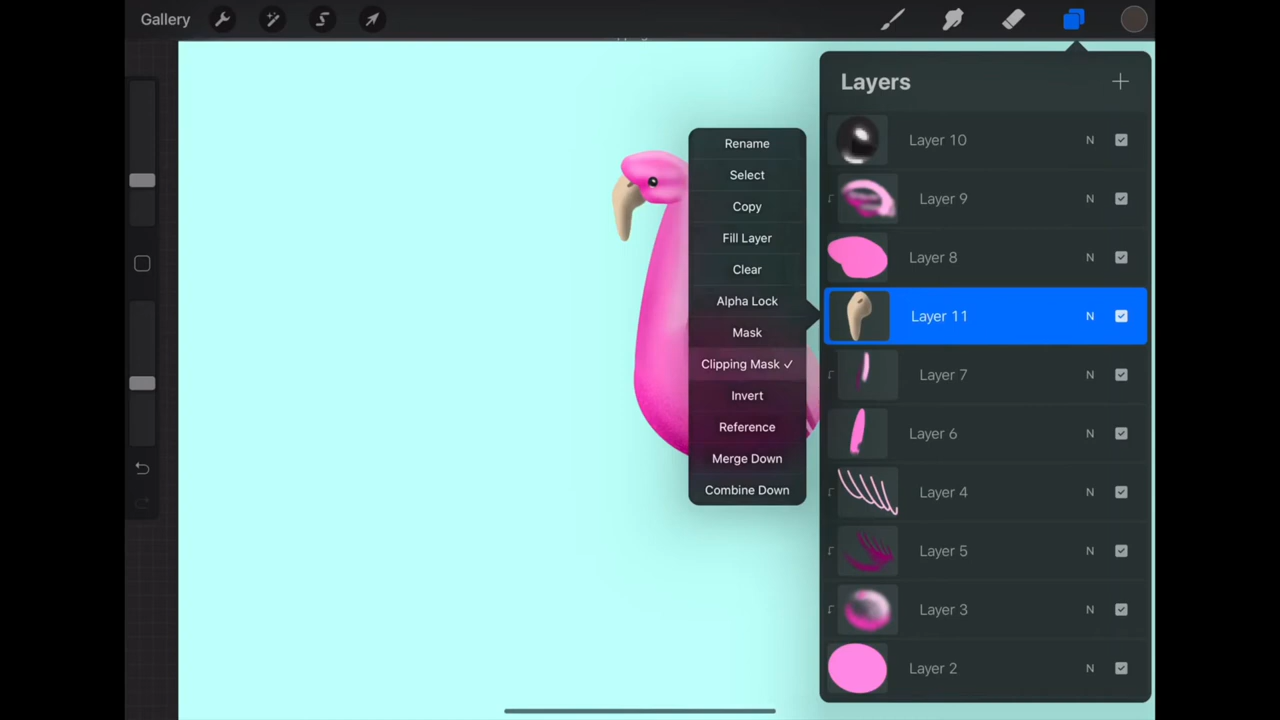 Gallery
Layers
Rename
Select
Copy
Fill Layer
Clear
Alpha Lock
Mask
Clipping Mask ✓
Invert
Reference
Merge Down
Combine Down
Layer 10 N
Layer 9 N
Layer 8 N
Layer 11 N
Layer 7 N
Layer 6 N
Layer 4 N
Layer 5 N
Layer 3 N
Layer 2 N